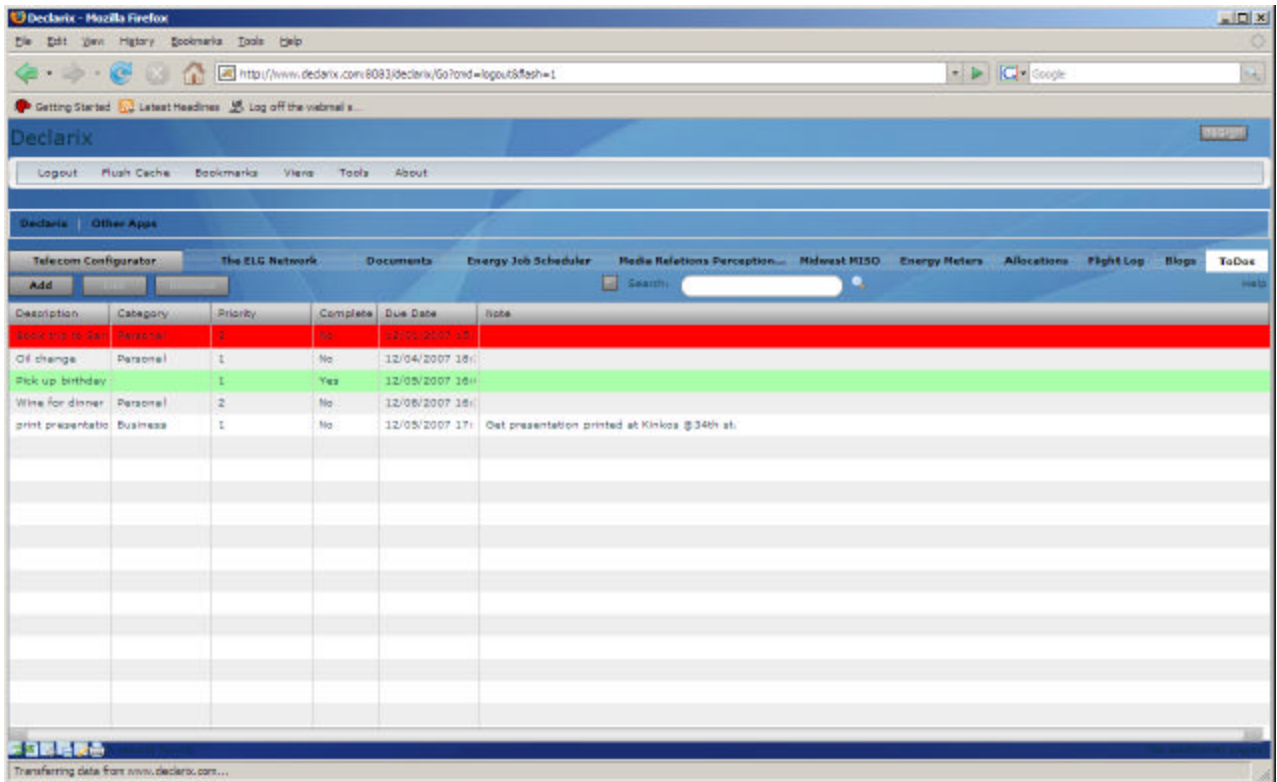 Declarix - Mozilla Firefox
File Edit View History Bookmarks Tools Help
http://www.declarix.com:8083/declarix/Go?cmd=logout&flash=1
Google
Getting Started Latest Headlines Log off the webmail s...
Declarix
Logout Flush Cache Bookmarks Views Tools About
Declarix Other Apps
Telecom Configurator The ELG Network Documents Energy Job Scheduler Media Relations Perception... Midwest MISO Energy Meters Allocations Flight Log Blogs ToDos
Add Search: Help
Description Category Priority Complete Due Date Note
Book trip to San Personal 2 No 12/01/2007 15:
Oil change Personal 1 No 12/04/2007 16:
Pick up birthday 1 Yes 12/05/2007 16:
Wine for dinner Personal 2 No 12/06/2007 16:
print presentatio Business 1 No 12/05/2007 17: Get presentation printed at Kinkos @34th st.
Transferring data from www.declarix.com...